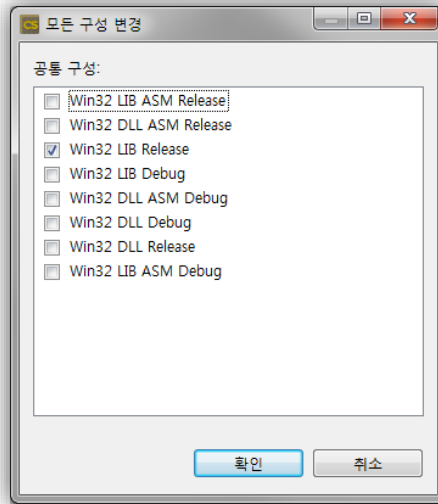 CS 모든 구성 변경
공통 구성:
Win32 LIB ASM Release
Win32 DLL ASM Release
Win32 LIB Release
Win32 LIB Debug
Win32 DLL ASM Debug
Win32 DLL Debug
Win32 DLL Release
Win32 LIB ASM Debug
확인 취소